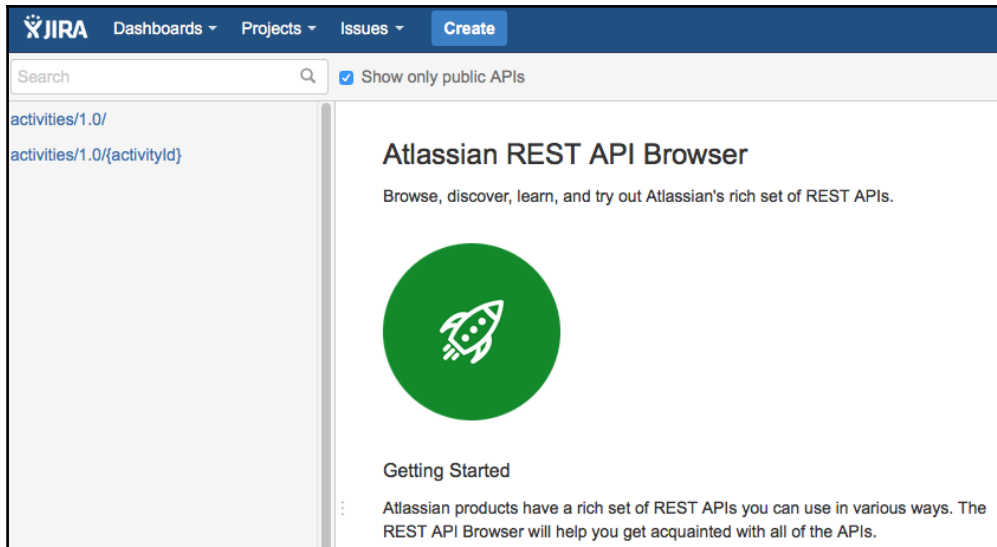 JIRA Dashboards Projects Issues Create
Search Show only public APIs
activities/1.0/
activities/1.0/{activityId}
Atlassian REST API Browser
Browse, discover, learn, and try out Atlassian's rich set of REST APIs.
Getting Started
Atlassian products have a rich set of REST APIs you can use in various ways. The
REST API Browser will help you get acquainted with all of the APIs.